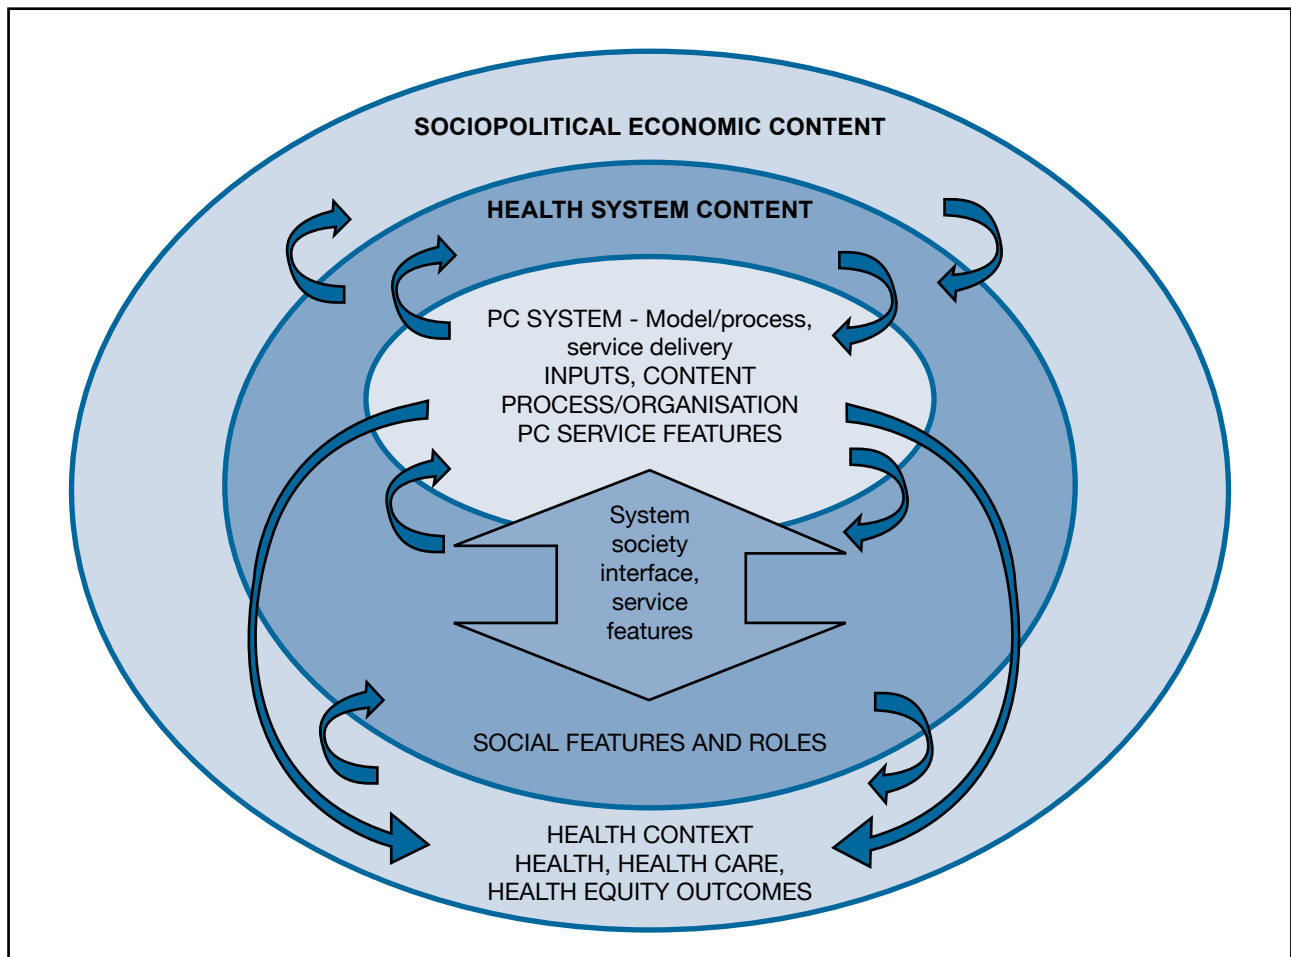 SOCIOPOLITICAL ECONOMIC CONTENT
HEALTH SYSTEM CONTENT
PC SYSTEM - Model/process,
service delivery
INPUTS, CONTENT
PROCESS/ORGANISATION
PC SERVICE FEATURES
System
society
interface,
service
features
SOCIAL FEATURES AND ROLES
HEALTH CONTEXT
HEALTH, HEALTH CARE,
HEALTH EQUITY OUTCOMES